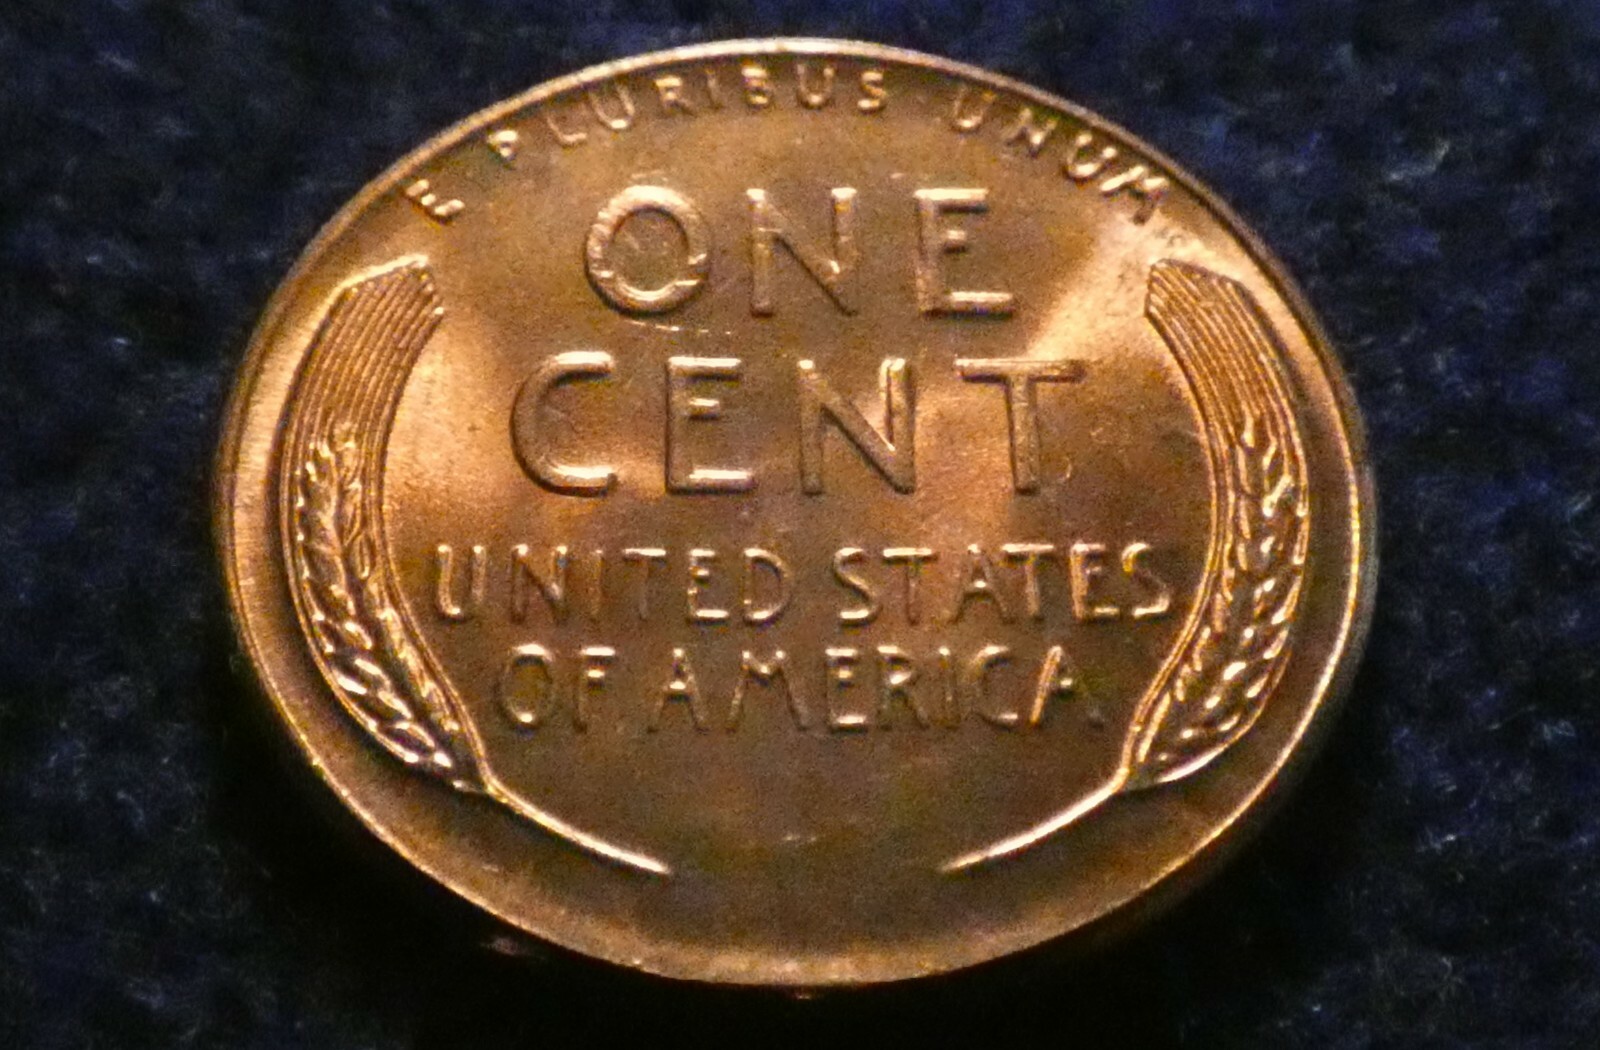 E PLURIBUS UNUM
ONE
CENT
UNITED STATES
OF AMERICA